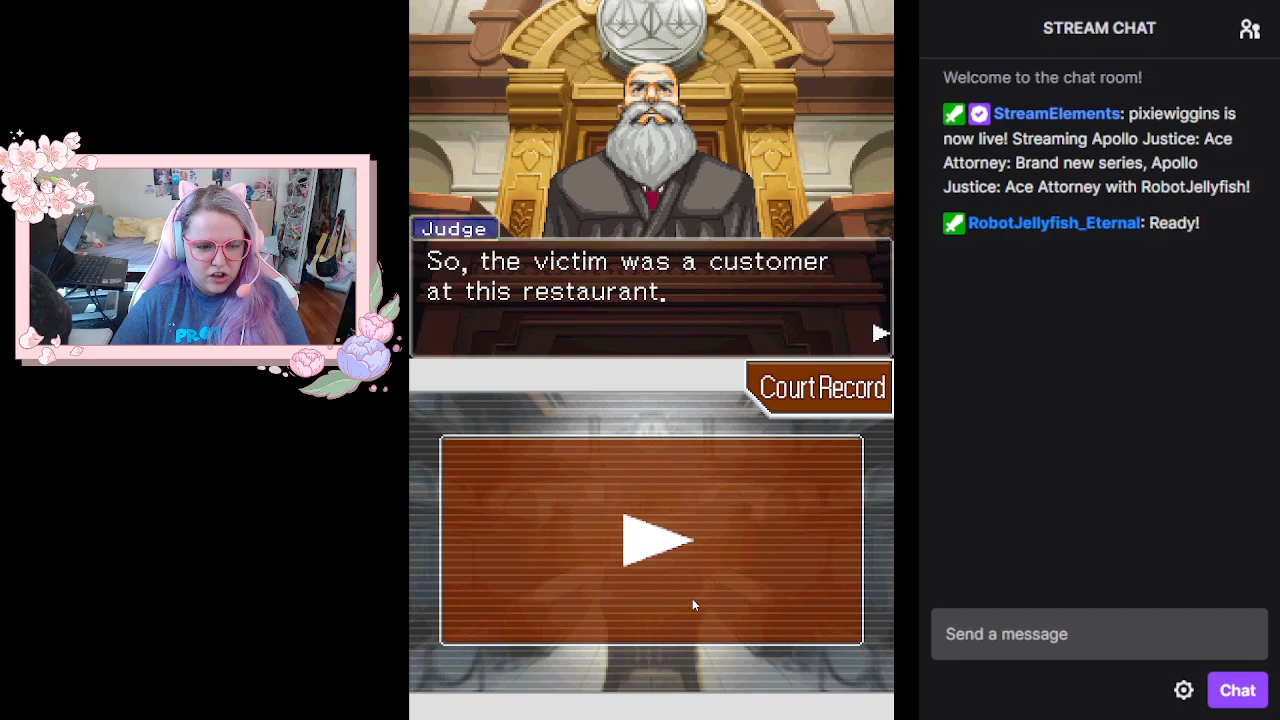 STREAM CHAT
Welcome to the chat room!
StreamElements: pixiewiggins is
now live! Streaming Apollo Justice: Ace
Attorney: Brand new series, Apollo
Justice: Ace Attorney with RobotJellyfish!
RobotJellyfish_Eternal: Ready!
Judge
So, the victim was a customer
at this restaurant.
Court Record
Send a message
Chat